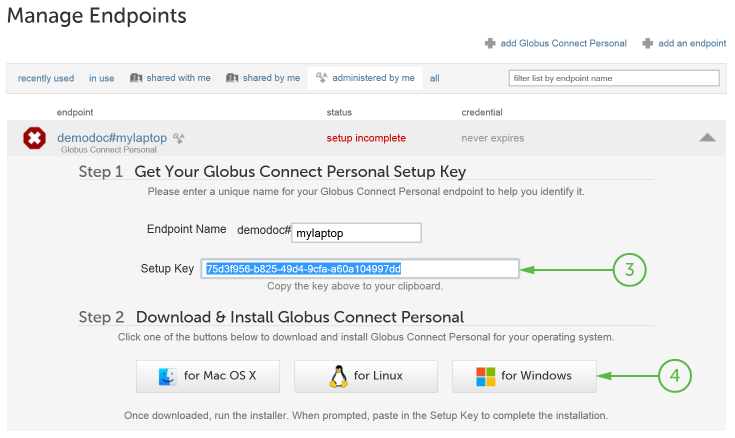 Manage Endpoints
add Globus Connect Personal add an endpoint
recently used in use shared with me shared by me administered by me all filter list by endpoint name
endpoint status credential
demodoc#mylaptop setup incomplete never expires
Globus Connect Personal
Step 1 Get Your Globus Connect Personal Setup Key
Please enter a unique name for your Globus Connect Personal endpoint to help you identify it.
Endpoint Name demodoc# mylaptop
Setup Key 75d3f956-b825-49d4-9cfa-a60a104997dd 3
Copy the key above to your clipboard.
Step 2 Download & Install Globus Connect Personal
Click one of the buttons below to download and install Globus Connect Personal for your operating system.
for Mac OS X for Linux for Windows 4
Once downloaded, run the installer. When prompted, paste in the Setup Key to complete the installation.